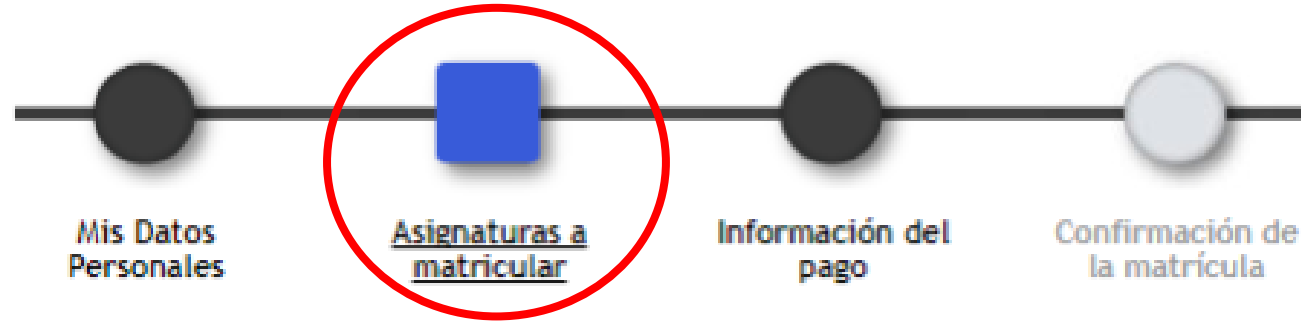 Mis Datos
Personales
Asignaturas a
matricular
Información del
pago
Confirmación de
la matrícula